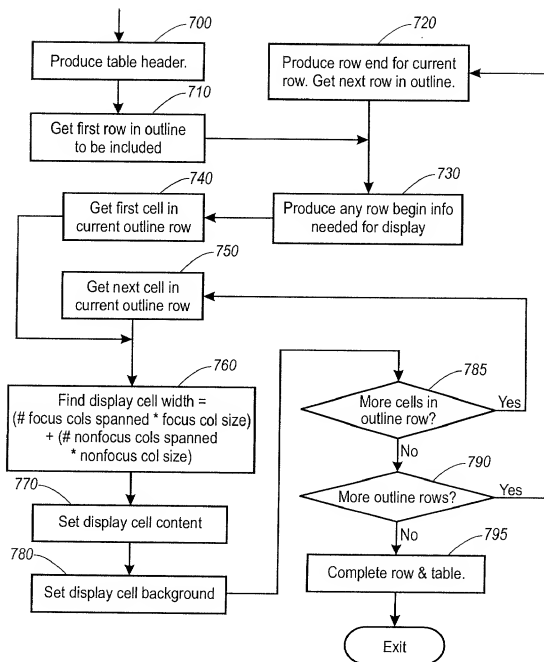 700
Produce table header.
710
Get first row in outline
to be included
720
Produce row end for current
row. Get next row in outline.
730
Produce any row begin info
needed for display
740
Get first cell in
current outline row
750
Get next cell in
current outline row
760
Find display cell width =
(# focus cols spanned * focus col size)
+ (# nonfocus cols spanned
* nonfocus col size)
770
Set display cell content
780
Set display cell background
785
More cells in
outline row?
Yes
No
790
More outline rows?
Yes
No
795
Complete row & table.
Exit